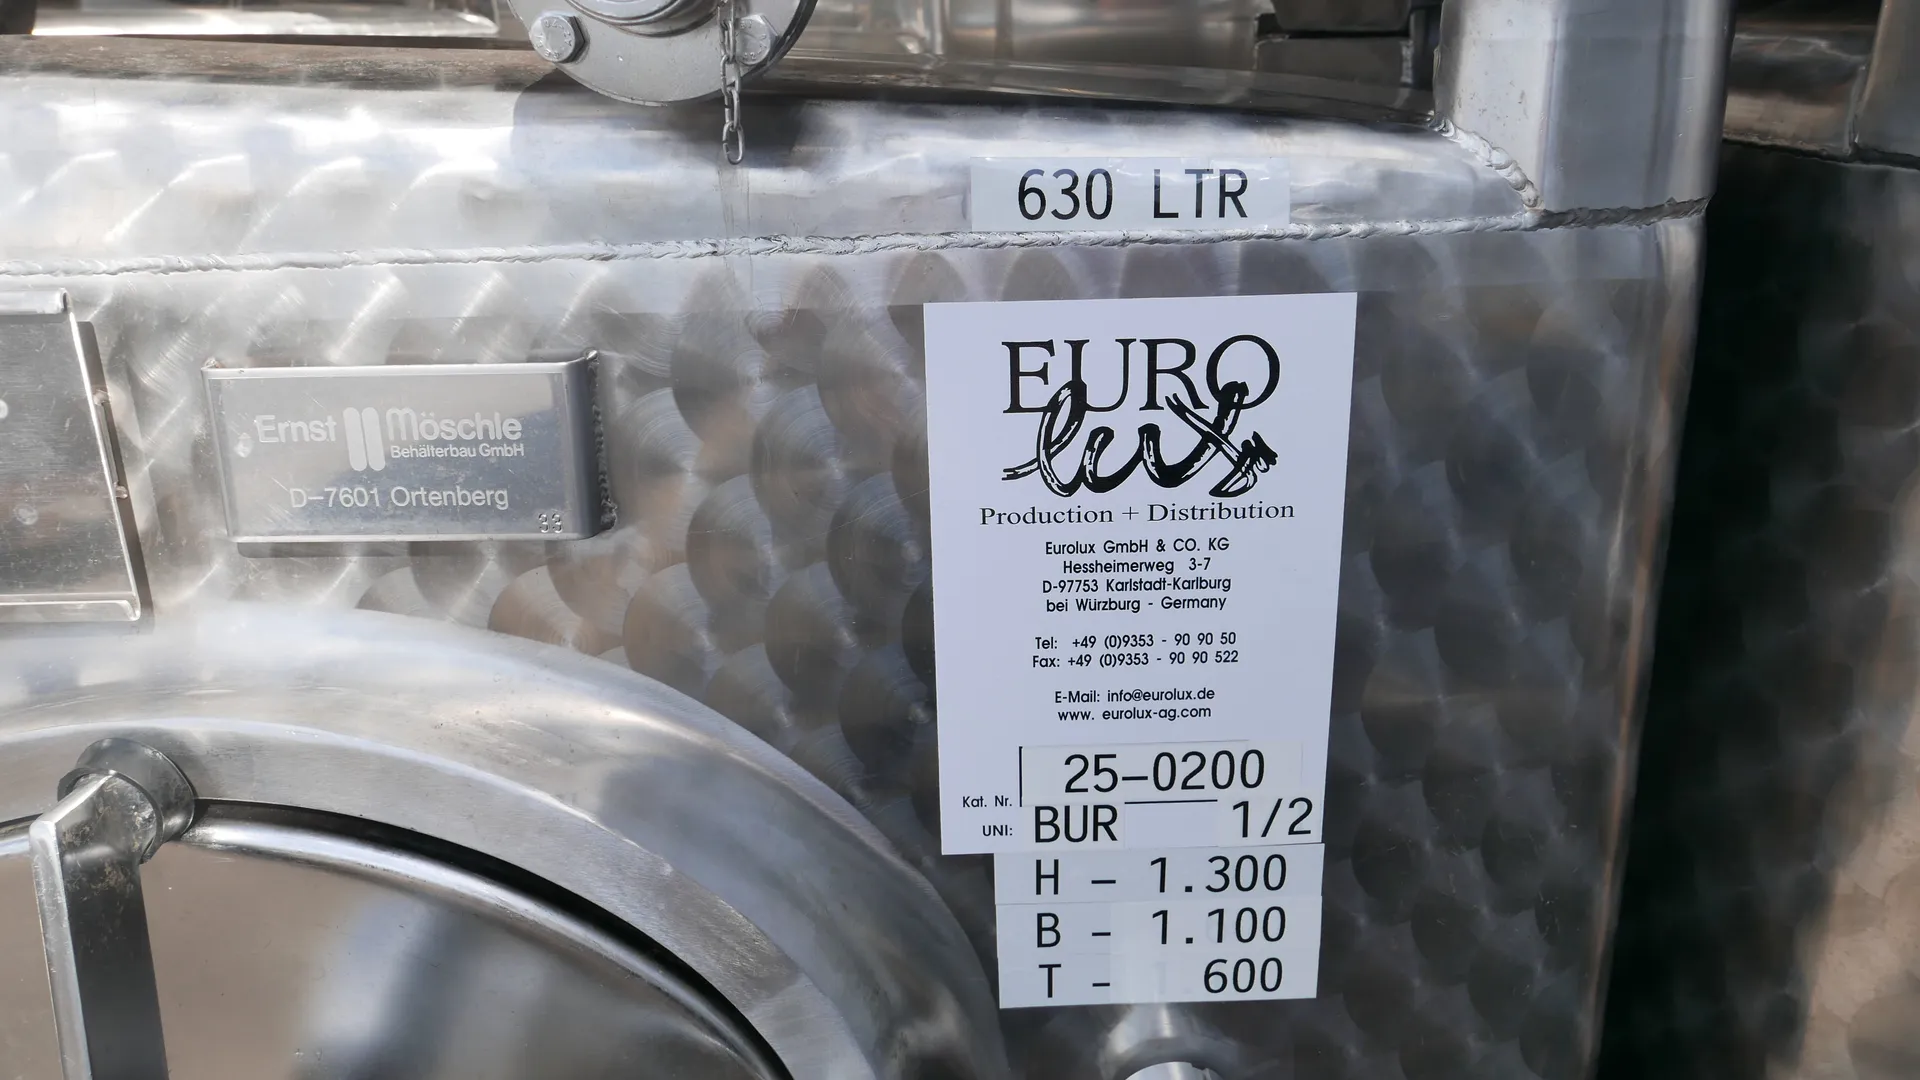 630 LTR
Ernst Möschle
Behälterbau GmbH
D-7601 Ortenberg
33
EURO
lux
Production + Distribution
Eurolux GmbH & CO. KG
Hessheimerweg 3-7
D-97753 Karlstadt-Karlburg
bei Würzburg - Germany
Tel: +49 (0)9353 - 90 90 50
Fax: +49 (0)9353 - 90 90 522
E-Mail: info@eurolux.de
www. eurolux-ag.com
25-0200
Kat. Nr.
UNI: BUR 1/2
H - 1.300
B - 1.100
T - 600